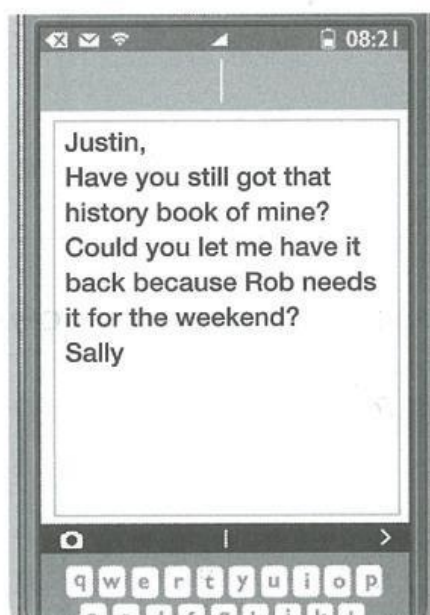 08:21
Justin,
Have you still got that
history book of mine?
Could you let me have it
back because Rob needs
it for the weekend?
Sally
q w e r t y u i o p